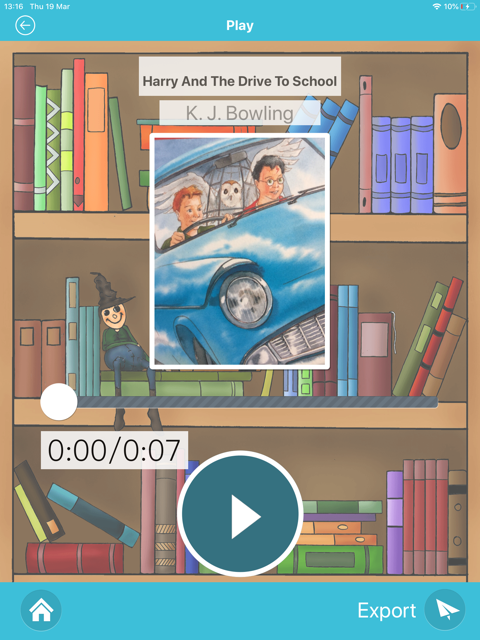 13:16 Thu 19 Mar 10%
Play
Harry And The Drive To School
K. J. Bowling
0:00/0:07
Export